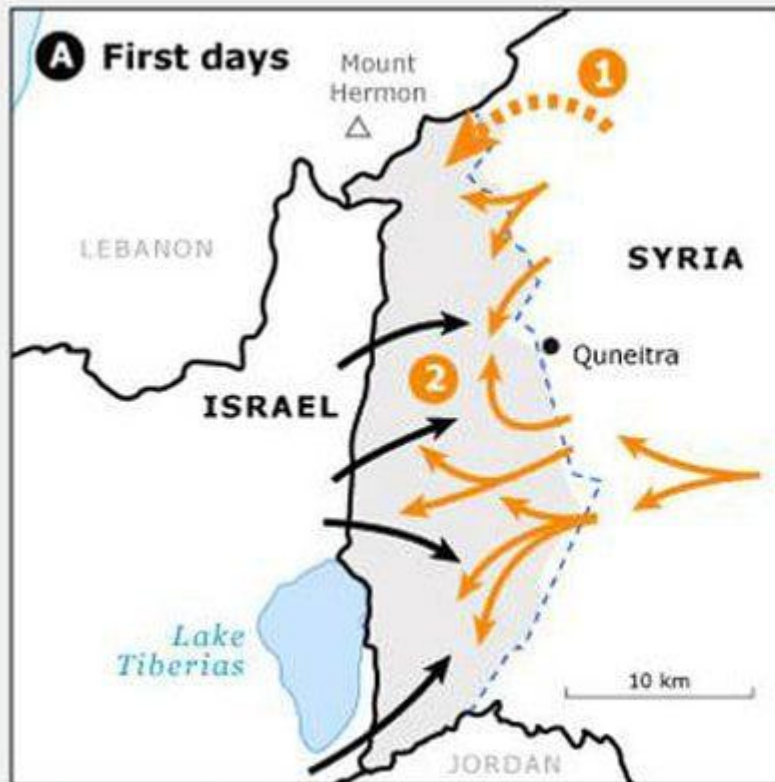 A First days
Mount
Hermon
1
LEBANON
SYRIA
Quneitra
2
ISRAEL
Lake
Tiberias
10 km
JORDAN